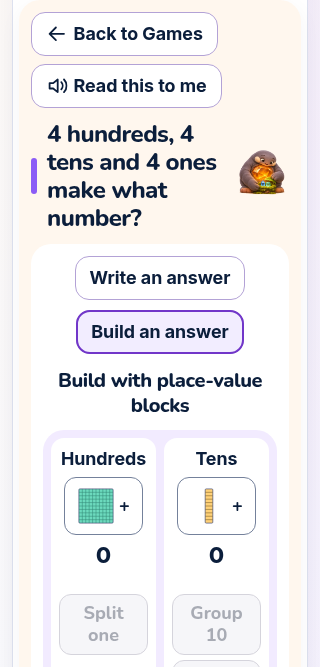 Back to Games
Read this to me
4 hundreds, 4
tens and 4 ones
make what
number?
Write an answer
Build an answer
Build with place-value
blocks
Hundreds
Tens
+
+
0
0
Split
one
Group
10